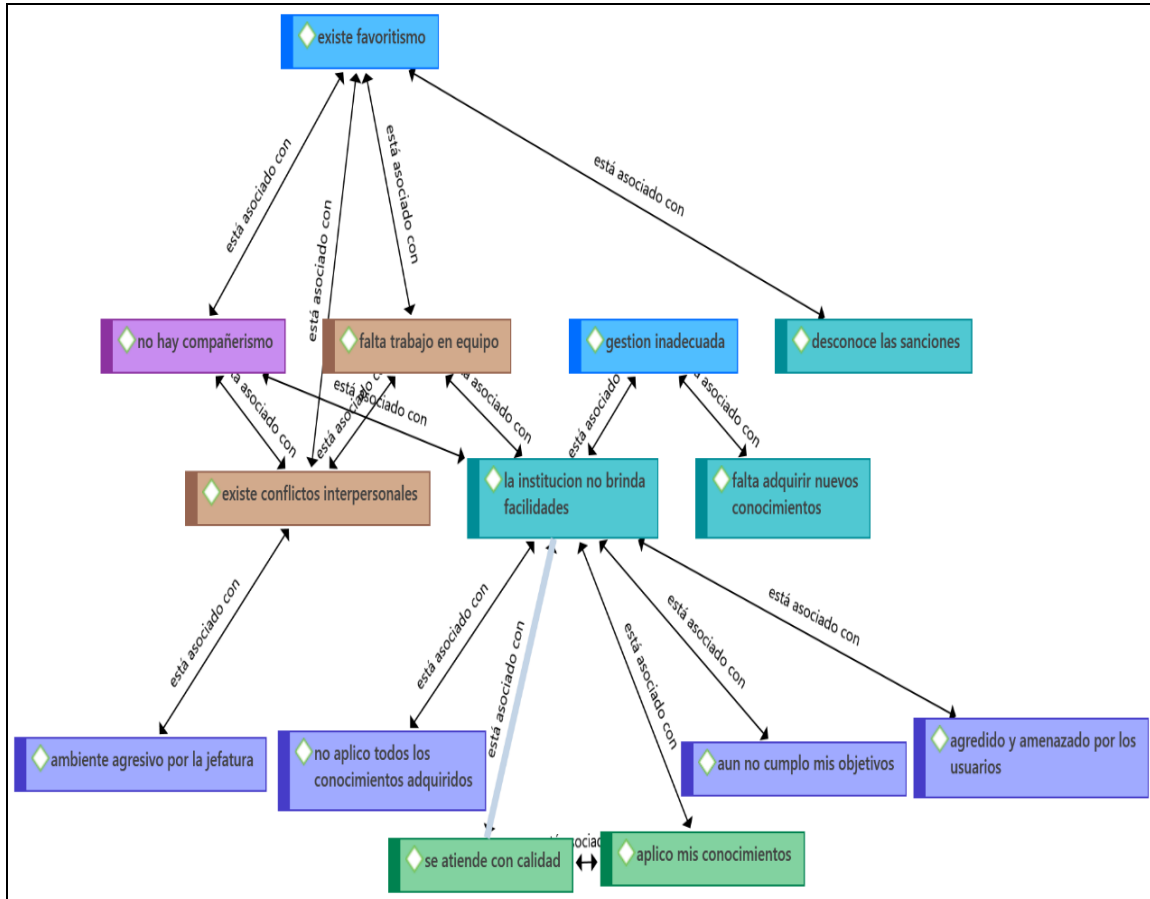 existe favoritismo
está asociado con
está asociado con
está asociado con
está asociado con
no hay compañerismo
falta trabajo en equipo
gestion inadecuada
desconoce las sanciones
está asociado con
está asociado con
está asociado
asociado con
asociado con
asociado con
asociado con
existe conflictos interpersonales
la institucion no brinda
facilidades
falta adquirir nuevos
conocimientos
está asociado con
está asociado con
está asociado con
está asociado con
está asociado con
está asociado con
ambiente agresivo por la jefatura
no aplico todos los
conocimientos adquiridos
aun no cumplo mis objetivos
agredido y amenazado por los
usuarios
se atiende con calidad
aplico mis conocimientos